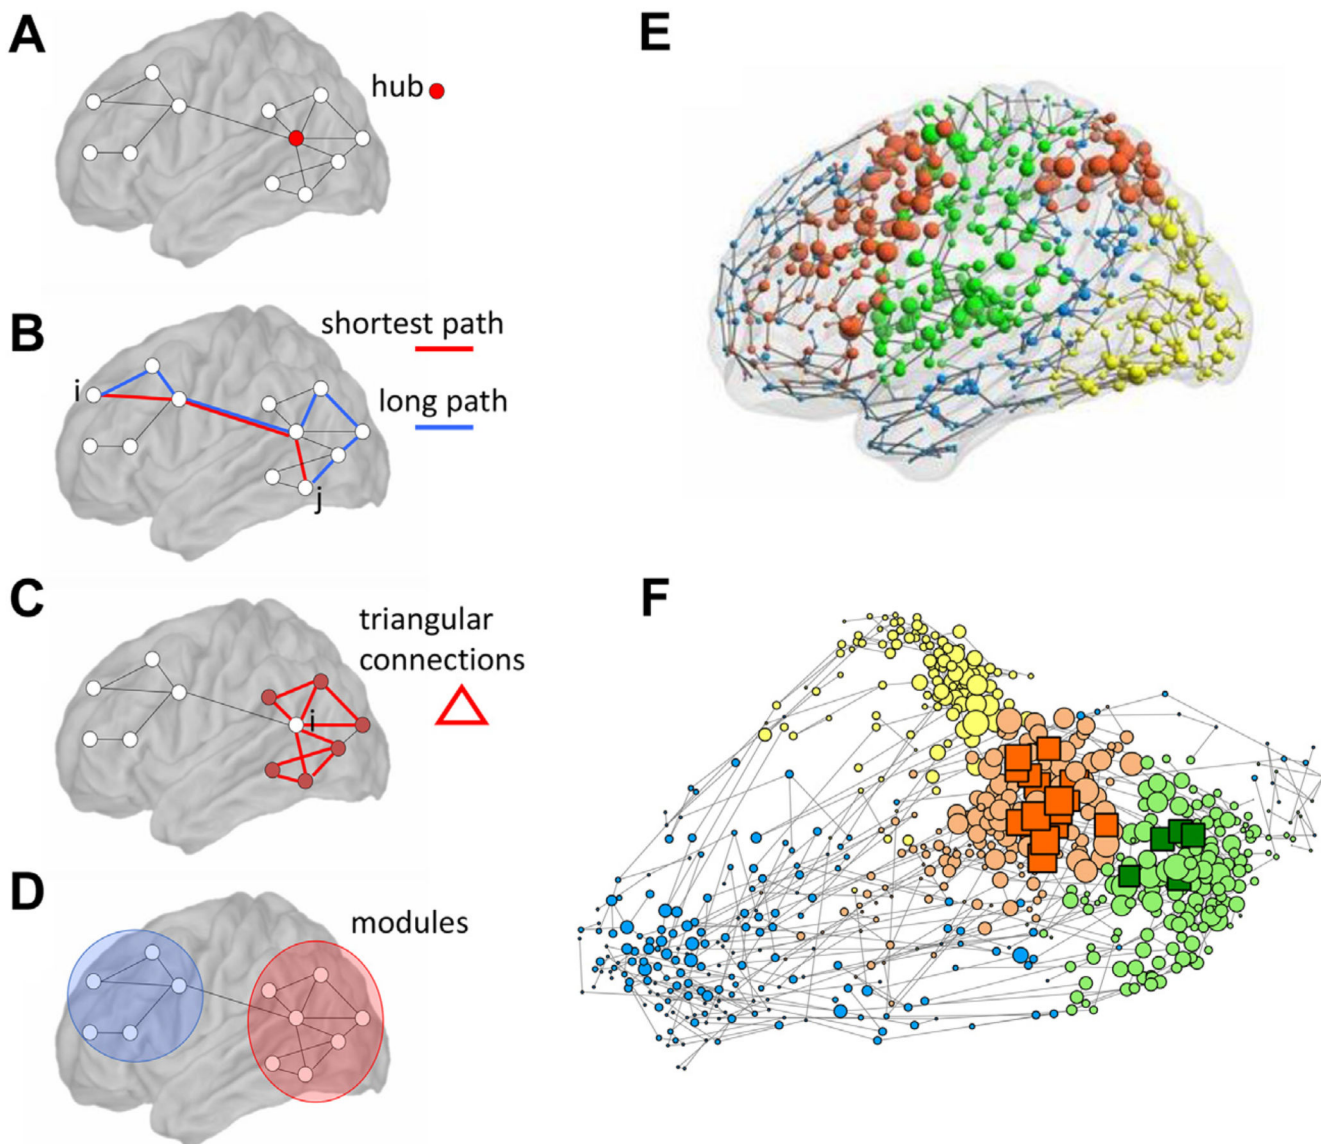 A
hub
B
shortest path
long path
i
j
C
triangular
connections
i
D
modules
E
F